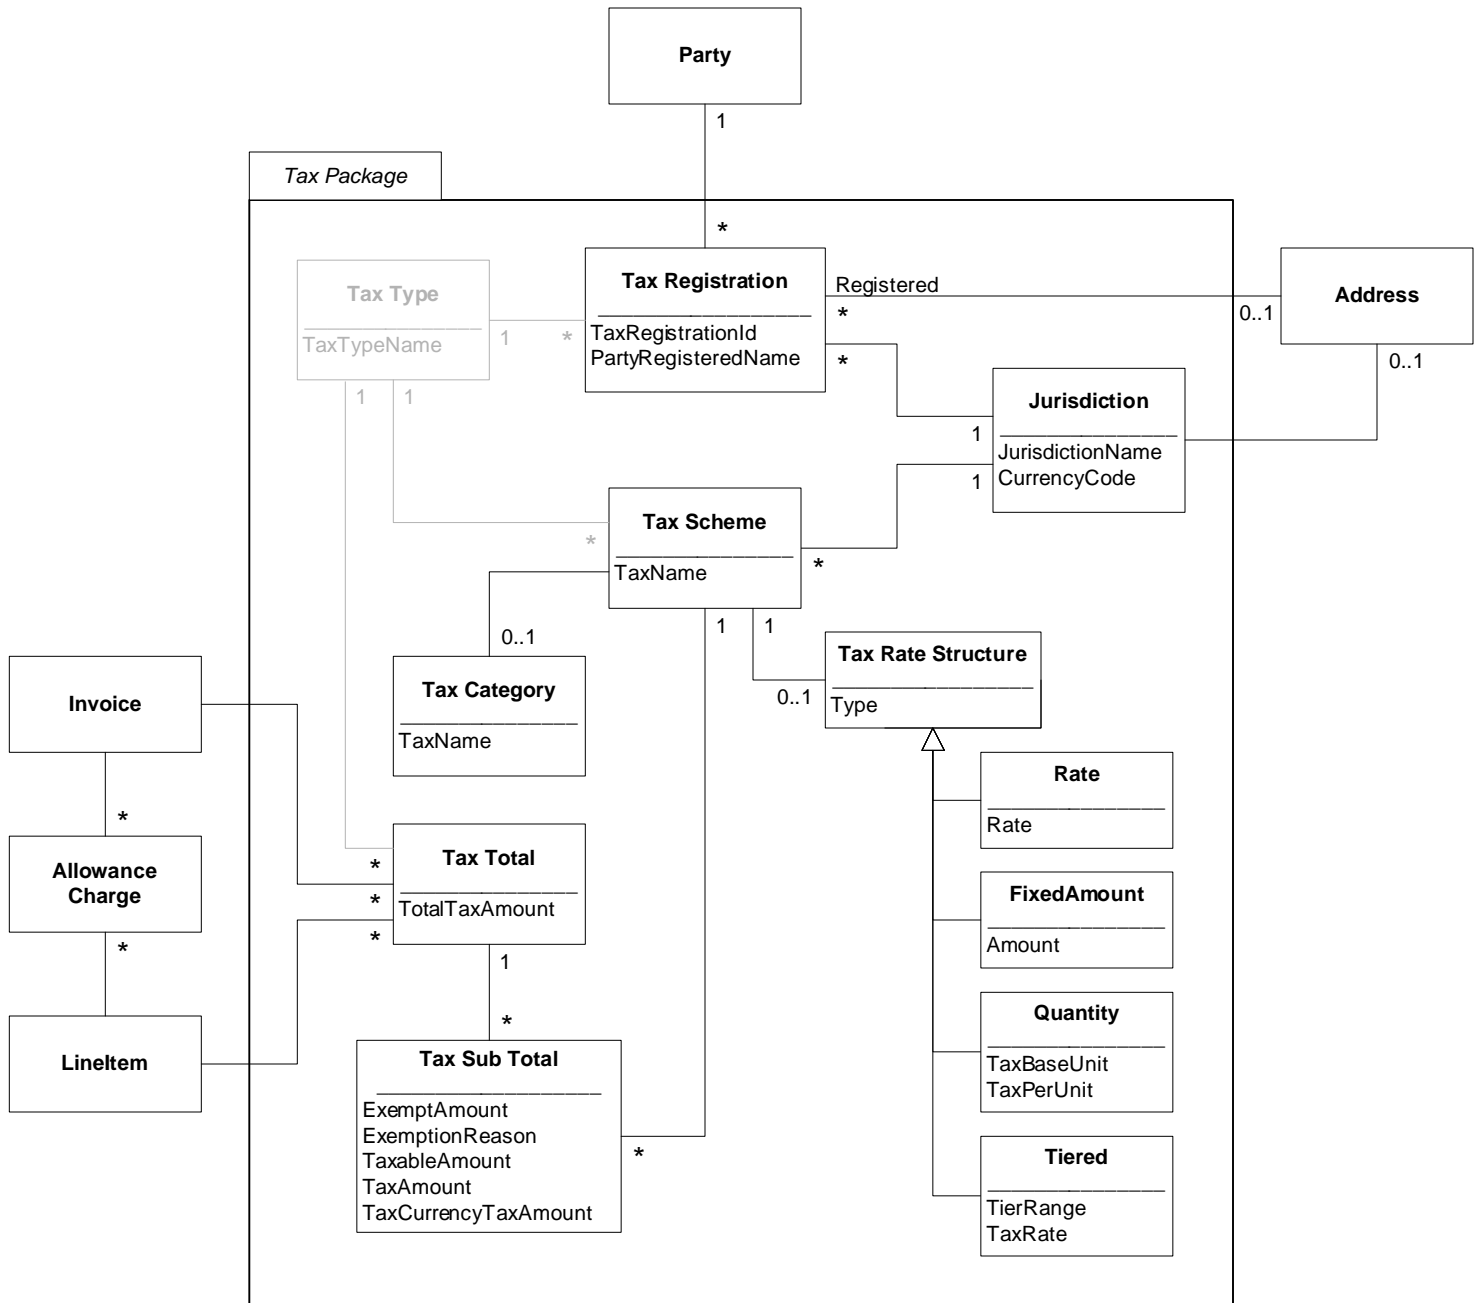 Party
1
Tax Package
*
Tax Type
TaxTypeName
1
*
1
1
Tax Registration
TaxRegistrationId
PartyRegisteredName
Registered
*
*
0..1
Address
0..1
Jurisdiction
JurisdictionName
CurrencyCode
1
1
Tax Scheme
TaxName
*
*
0..1
1
1
0..1
Tax Category
TaxName
Tax Rate Structure
Type
Invoice
*
Allowance
Charge
*
LineItem
Tax Total
TotalTaxAmount
*
*
*
1
*
Tax Sub Total
ExemptAmount
ExemptionReason
TaxableAmount
TaxAmount
TaxCurrencyTaxAmount
*
Rate
Rate
FixedAmount
Amount
Quantity
TaxBaseUnit
TaxPerUnit
Tiered
TierRange
TaxRate